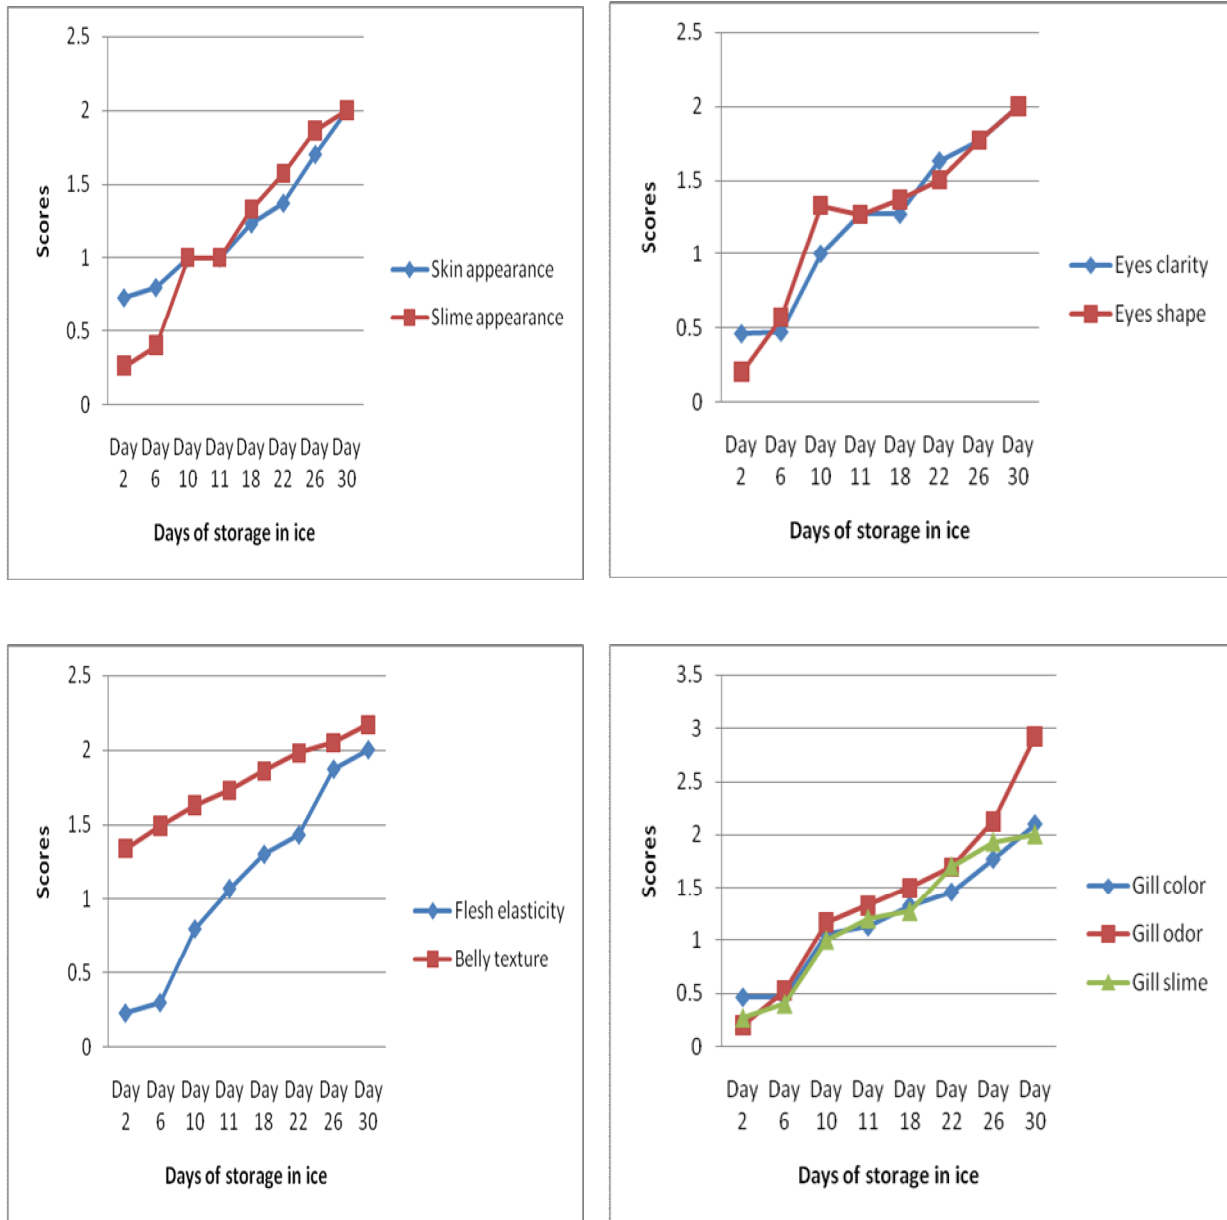 2.5
2
1.5
1
0.5
0
Scores
Day Day Day Day Day Day Day Day
2 6 10 11 18 22 26 30
Days of storage in ice
Skin appearance
Slime appearance
2.5
2
1.5
1
0.5
0
Scores
Day Day Day Day Day Day Day Day
2 6 10 11 18 22 26 30
Days of storage in ice
Eyes clarity
Eyes shape
2.5
2
1.5
1
0.5
0
Scores
Day Day Day Day Day Day Day Day
2 6 10 11 18 22 26 30
Days of storage in ice
Flesh elasticity
Belly texture
3.5
3
2.5
2
1.5
1
0.5
0
Scores
Day Day Day Day Day Day Day Day
2 6 10 11 18 22 26 30
Days of storage in ice
Gill color
Gill odor
Gill slime